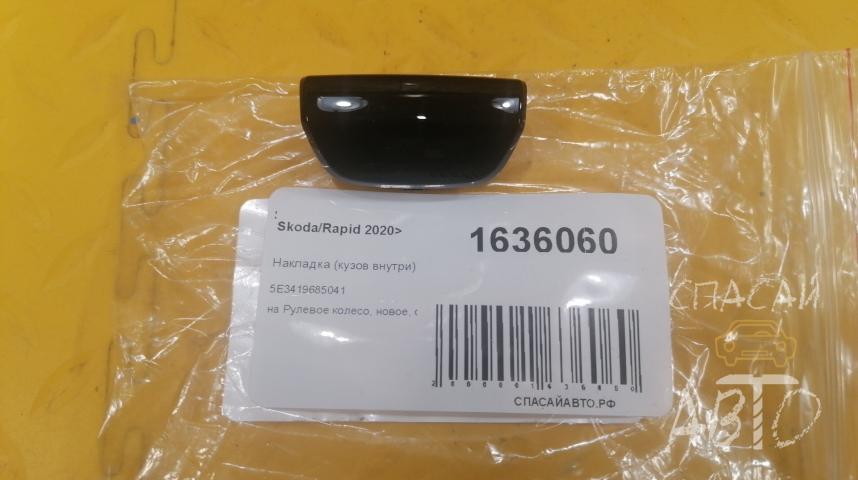 Skoda/Rapid 2020>
1636060
Накладка (кузов внутри)
5E3419685041
на Рулевое колесо, новое, с
СПАСАЙАВТО.РФ
СПАСАЙ
АВТО